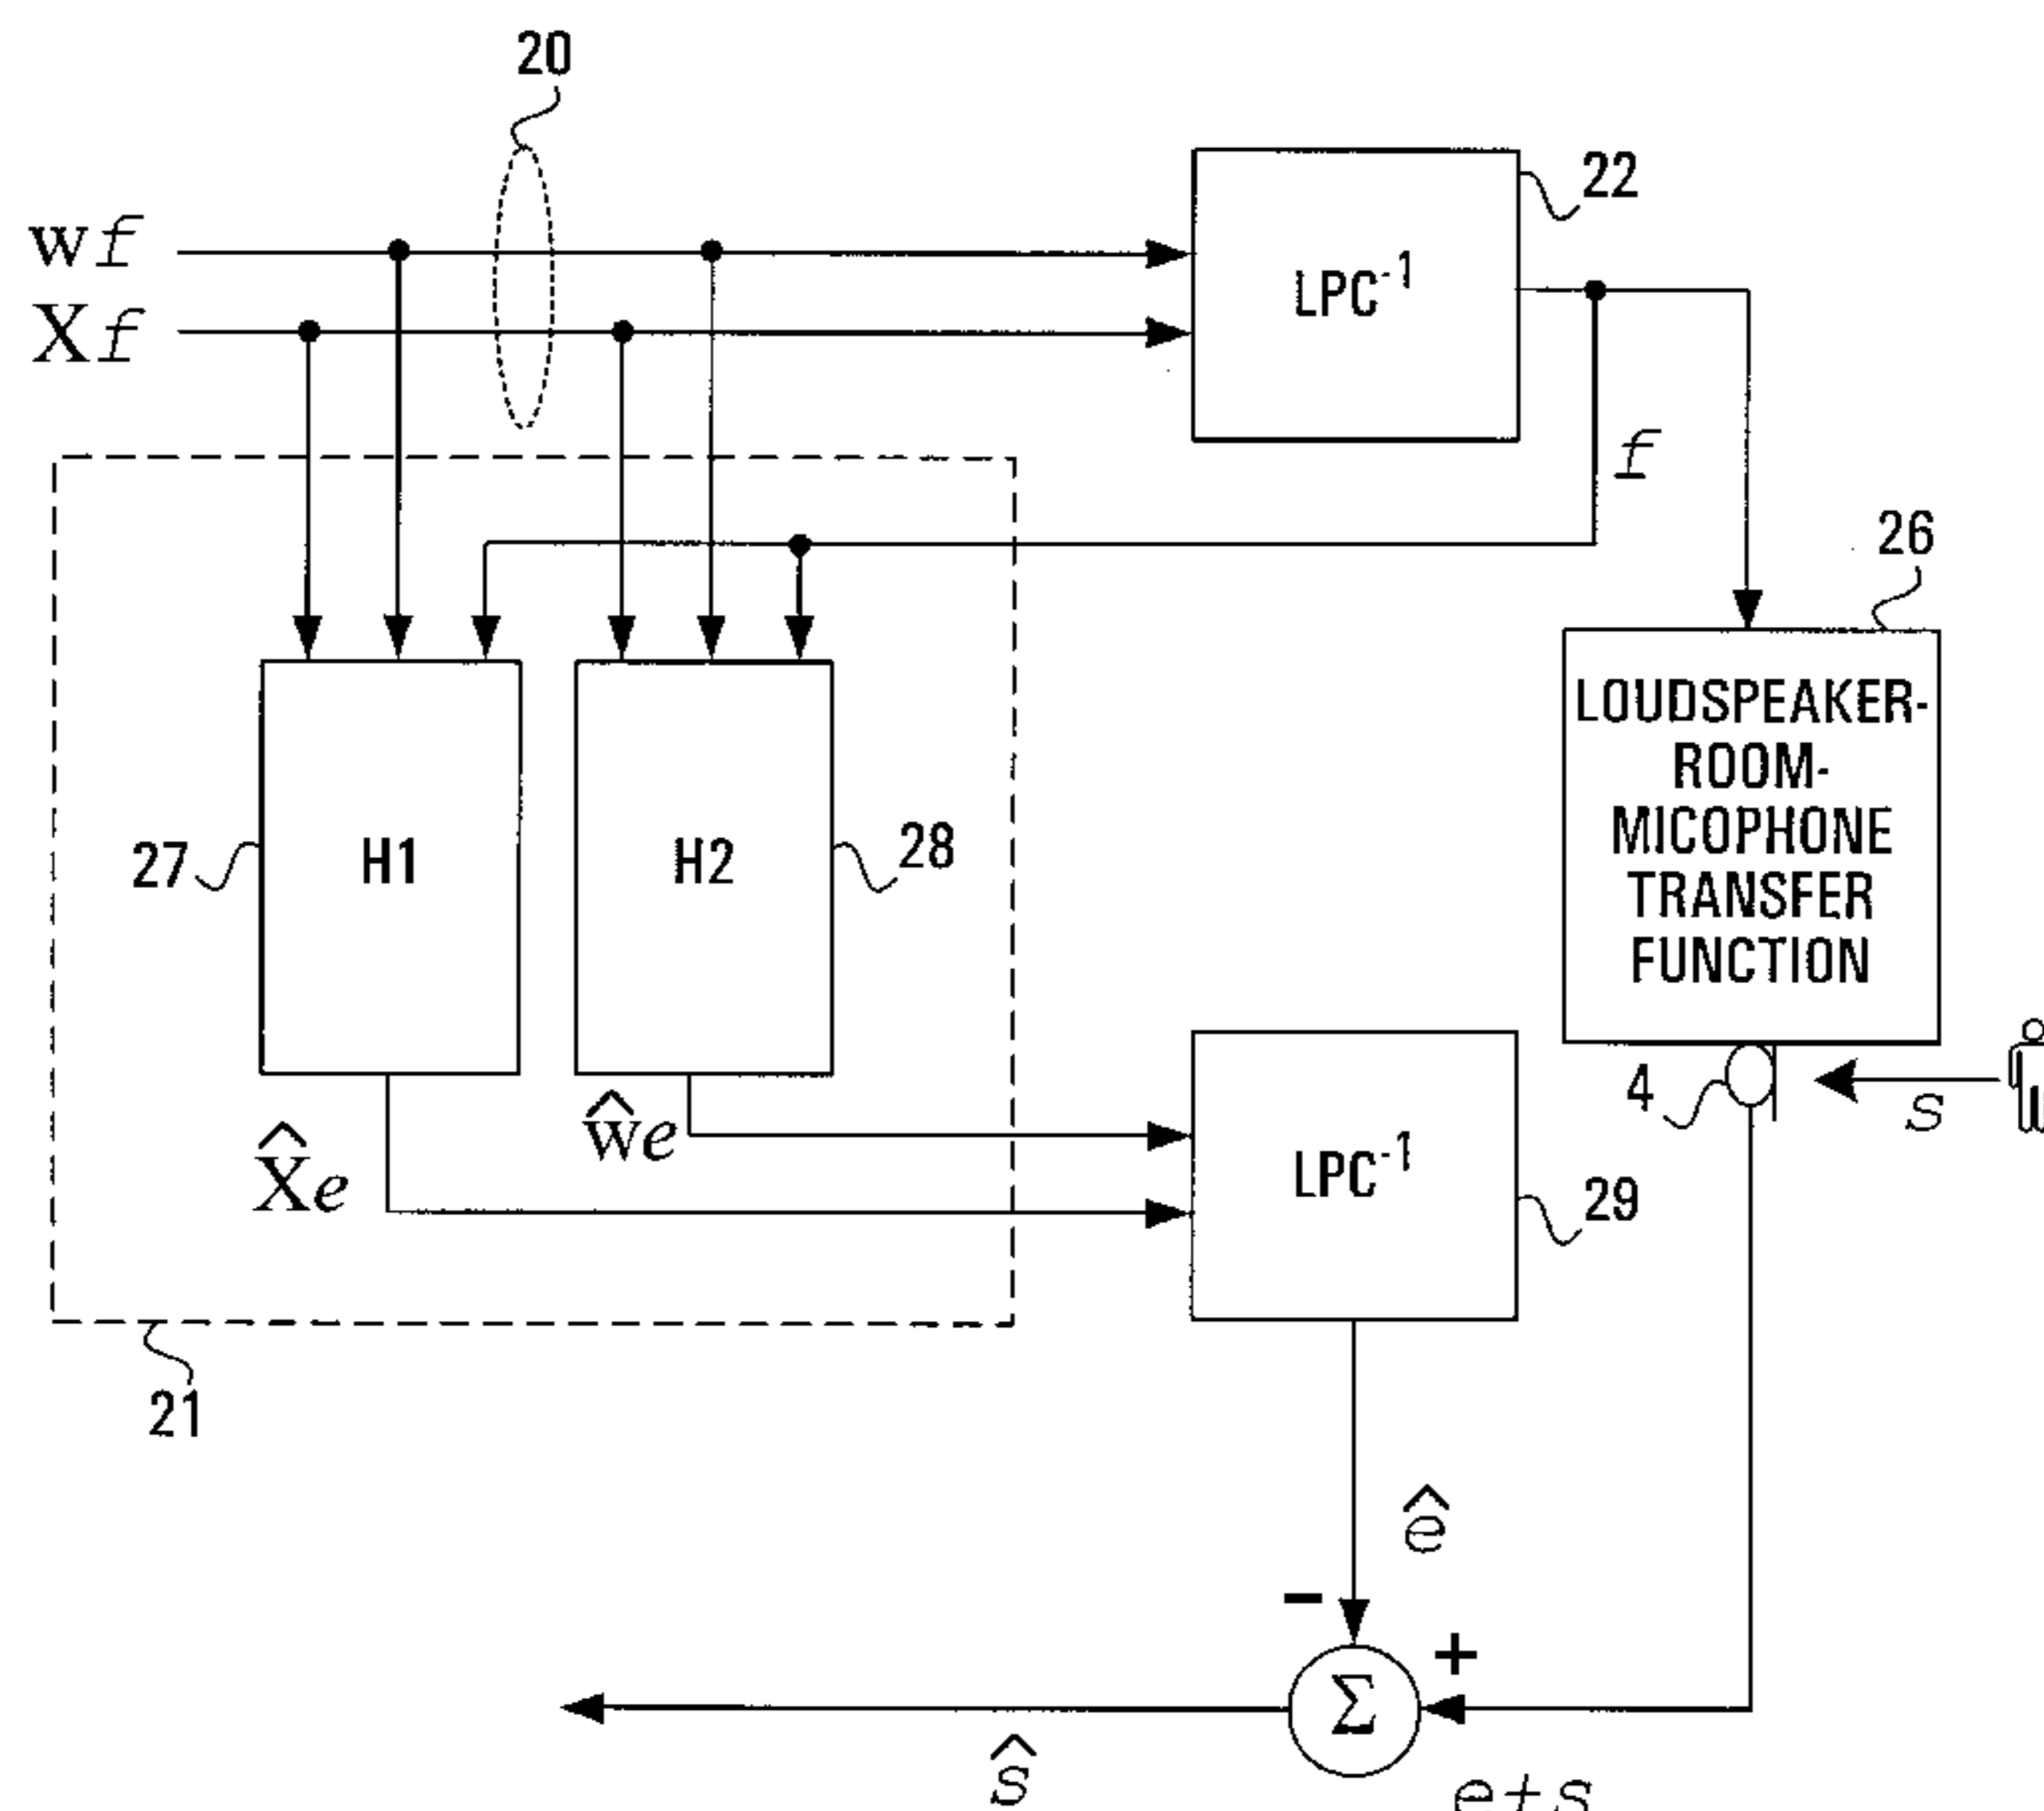 20
22
wf
Xf
LPC⁻¹
f
26
LOUDSPEAKER-
ROOM-
MICOPHONE
TRANSFER
FUNCTION
27
H1
H2
28
4
s
ŵe
X̂e
LPC⁻¹
29
21
ê
-
+
Σ
ŝ
e+s